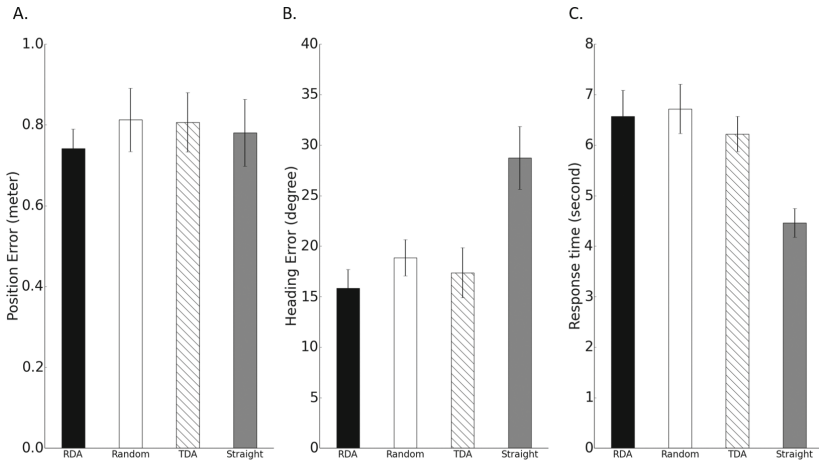 A.
B.
C.
Position Error (meter)
1.0
0.8
0.6
0.4
0.2
0.0
RDA
Random
TDA
Straight
Heading Error (degree)
40
35
30
25
20
15
10
5
0
RDA
Random
TDA
Straight
Response time (second)
8
7
6
5
4
3
2
1
0
RDA
Random
TDA
Straight